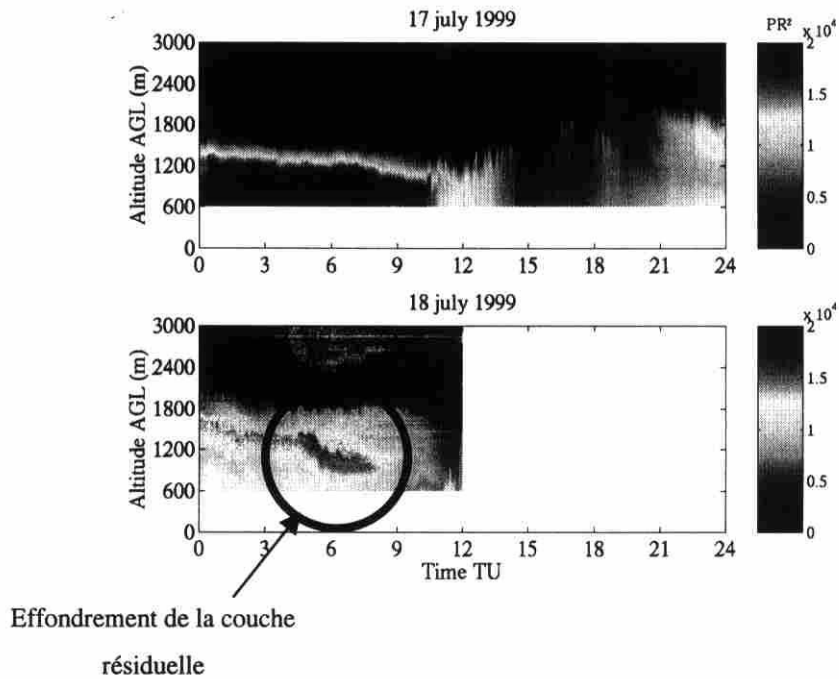 17 july 1999
PR² x 10⁴
3000
2400
1800
1200
600
0
Altitude AGL (m)
0 3 6 9 12 15 18 21 24
2
1.5
1
0.5
0
18 july 1999
x 10⁴
3000
2400
1800
1200
600
0
Altitude AGL (m)
0 3 6 9 12 15 18 21 24
Time TU
2
1.5
1
0.5
0
Effondrement de la couche
résiduelle